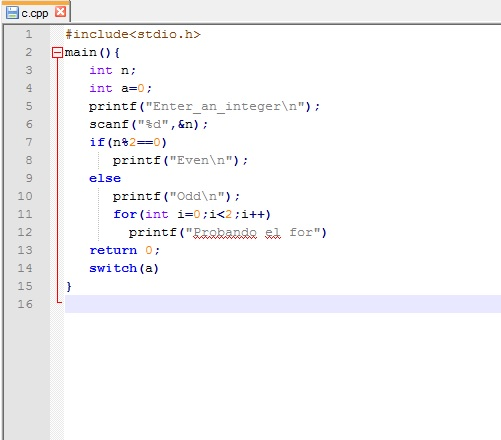 c.cpp
1 #include<stdio.h>
2 main(){
3 int n;
4 int a=0;
5 printf("Enter_an_integer\n");
6 scanf("%d",&n);
7 if(n%2==0)
8 printf("Even\n");
9 else
10 printf("Odd\n");
11 for(int i=0;i<2;i++)
12 printf("Probando el for")
13 return 0;
14 switch(a)
15 }
16